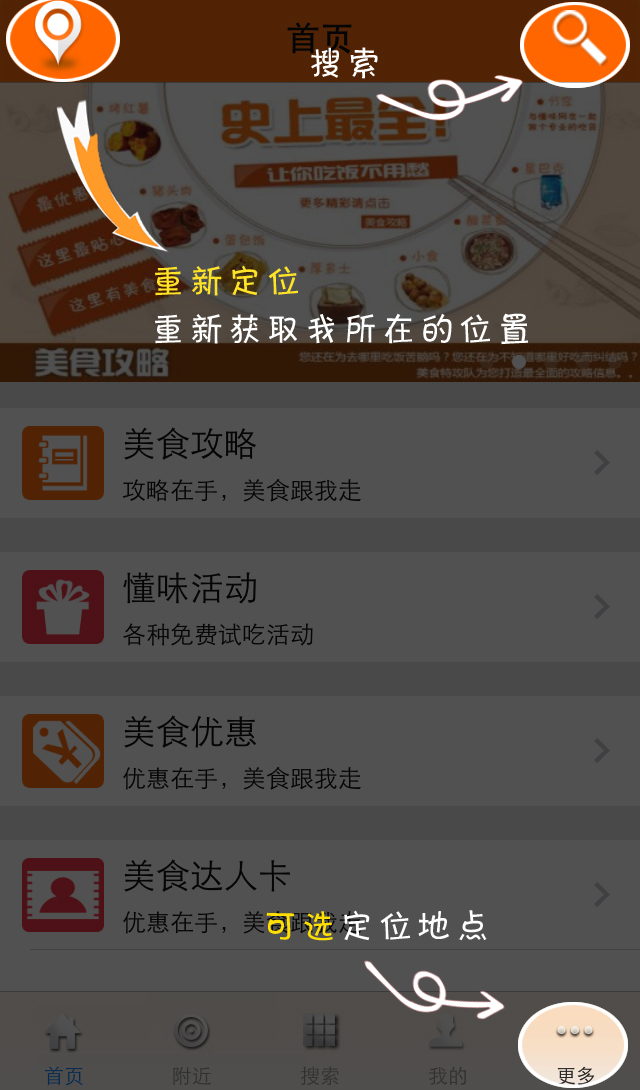 首页
搜索
烤红薯
史上最全！
分享
让你吃饭不用愁
更多精彩请点击
美食攻略
最优惠
猪头肉
星巴克
这里最贴心
蛋包饭
酸菜鱼
厚多士
小食
这里有美食
重新定位
重新获取我所在的位置
美食攻略
您还在为去哪里吃饭苦脑吗？您还在为不知道哪里好吃而纠结吗？
美食特攻队为您打造最全面的攻略信息。。
美食攻略
攻略在手，美食跟我走
懂味活动
各种免费试吃活动
美食优惠
优惠在手，美食跟我走
美食达人卡
优惠在手，美食跟我走
可选定位地点
首页
附近
搜索
我的
更多